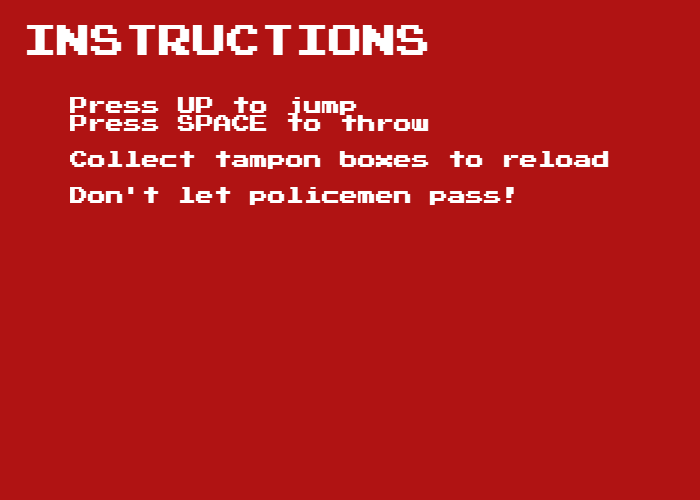 INSTRUCTIONS
Press UP to jump
Press SPACE to throw
Collect tampon boxes to reload
Don't let policemen pass!